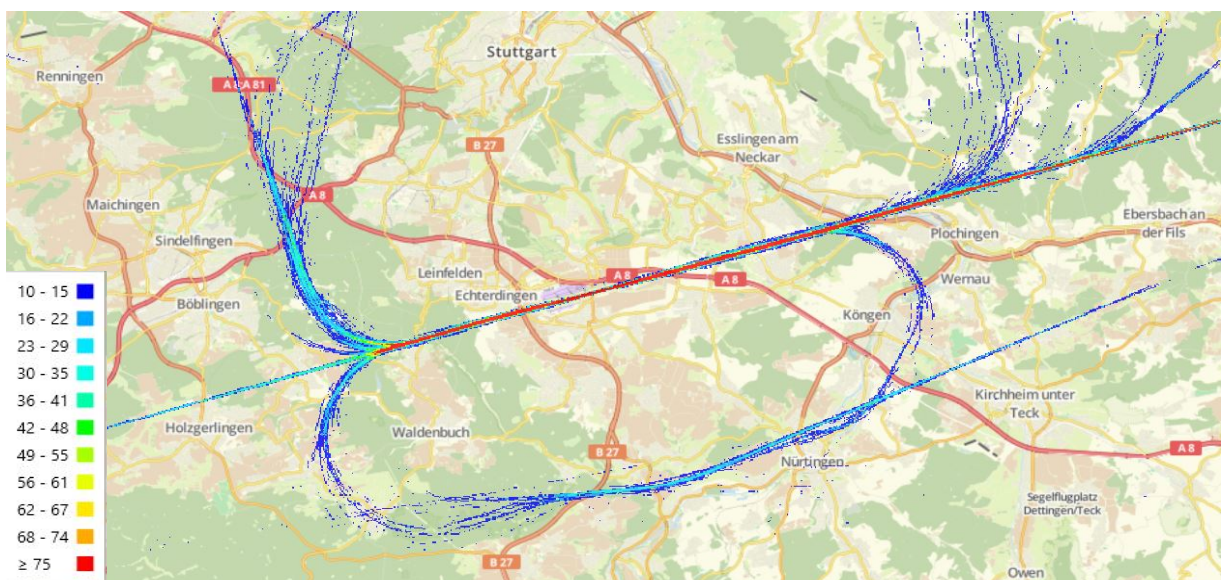 Stuttgart
Renningen
A 8
A 81
B 27
Esslingen am
Neckar
Maichingen
A 8
Sindelfingen
Plochingen
Ebersbach an
der Fils
Leinfelden
Echterdingen
A 8
A 8
Wernau
Böblingen
Köngen
Kirchheim unter
Teck
Holzgerlingen
Waldenbuch
B 27
Nürtingen
A 8
Segelflugplatz
Dettingen/Teck
B 27
Owen
10 - 15
16 - 22
23 - 29
30 - 35
36 - 41
42 - 48
49 - 55
56 - 61
62 - 67
68 - 74
≥ 75